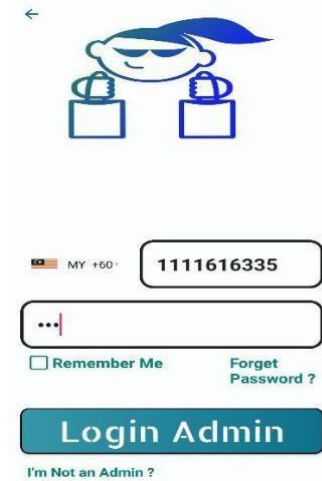 MY +60
1111616335
•••
Remember Me
Forget
Password ?
Login Admin
I'm Not an Admin ?